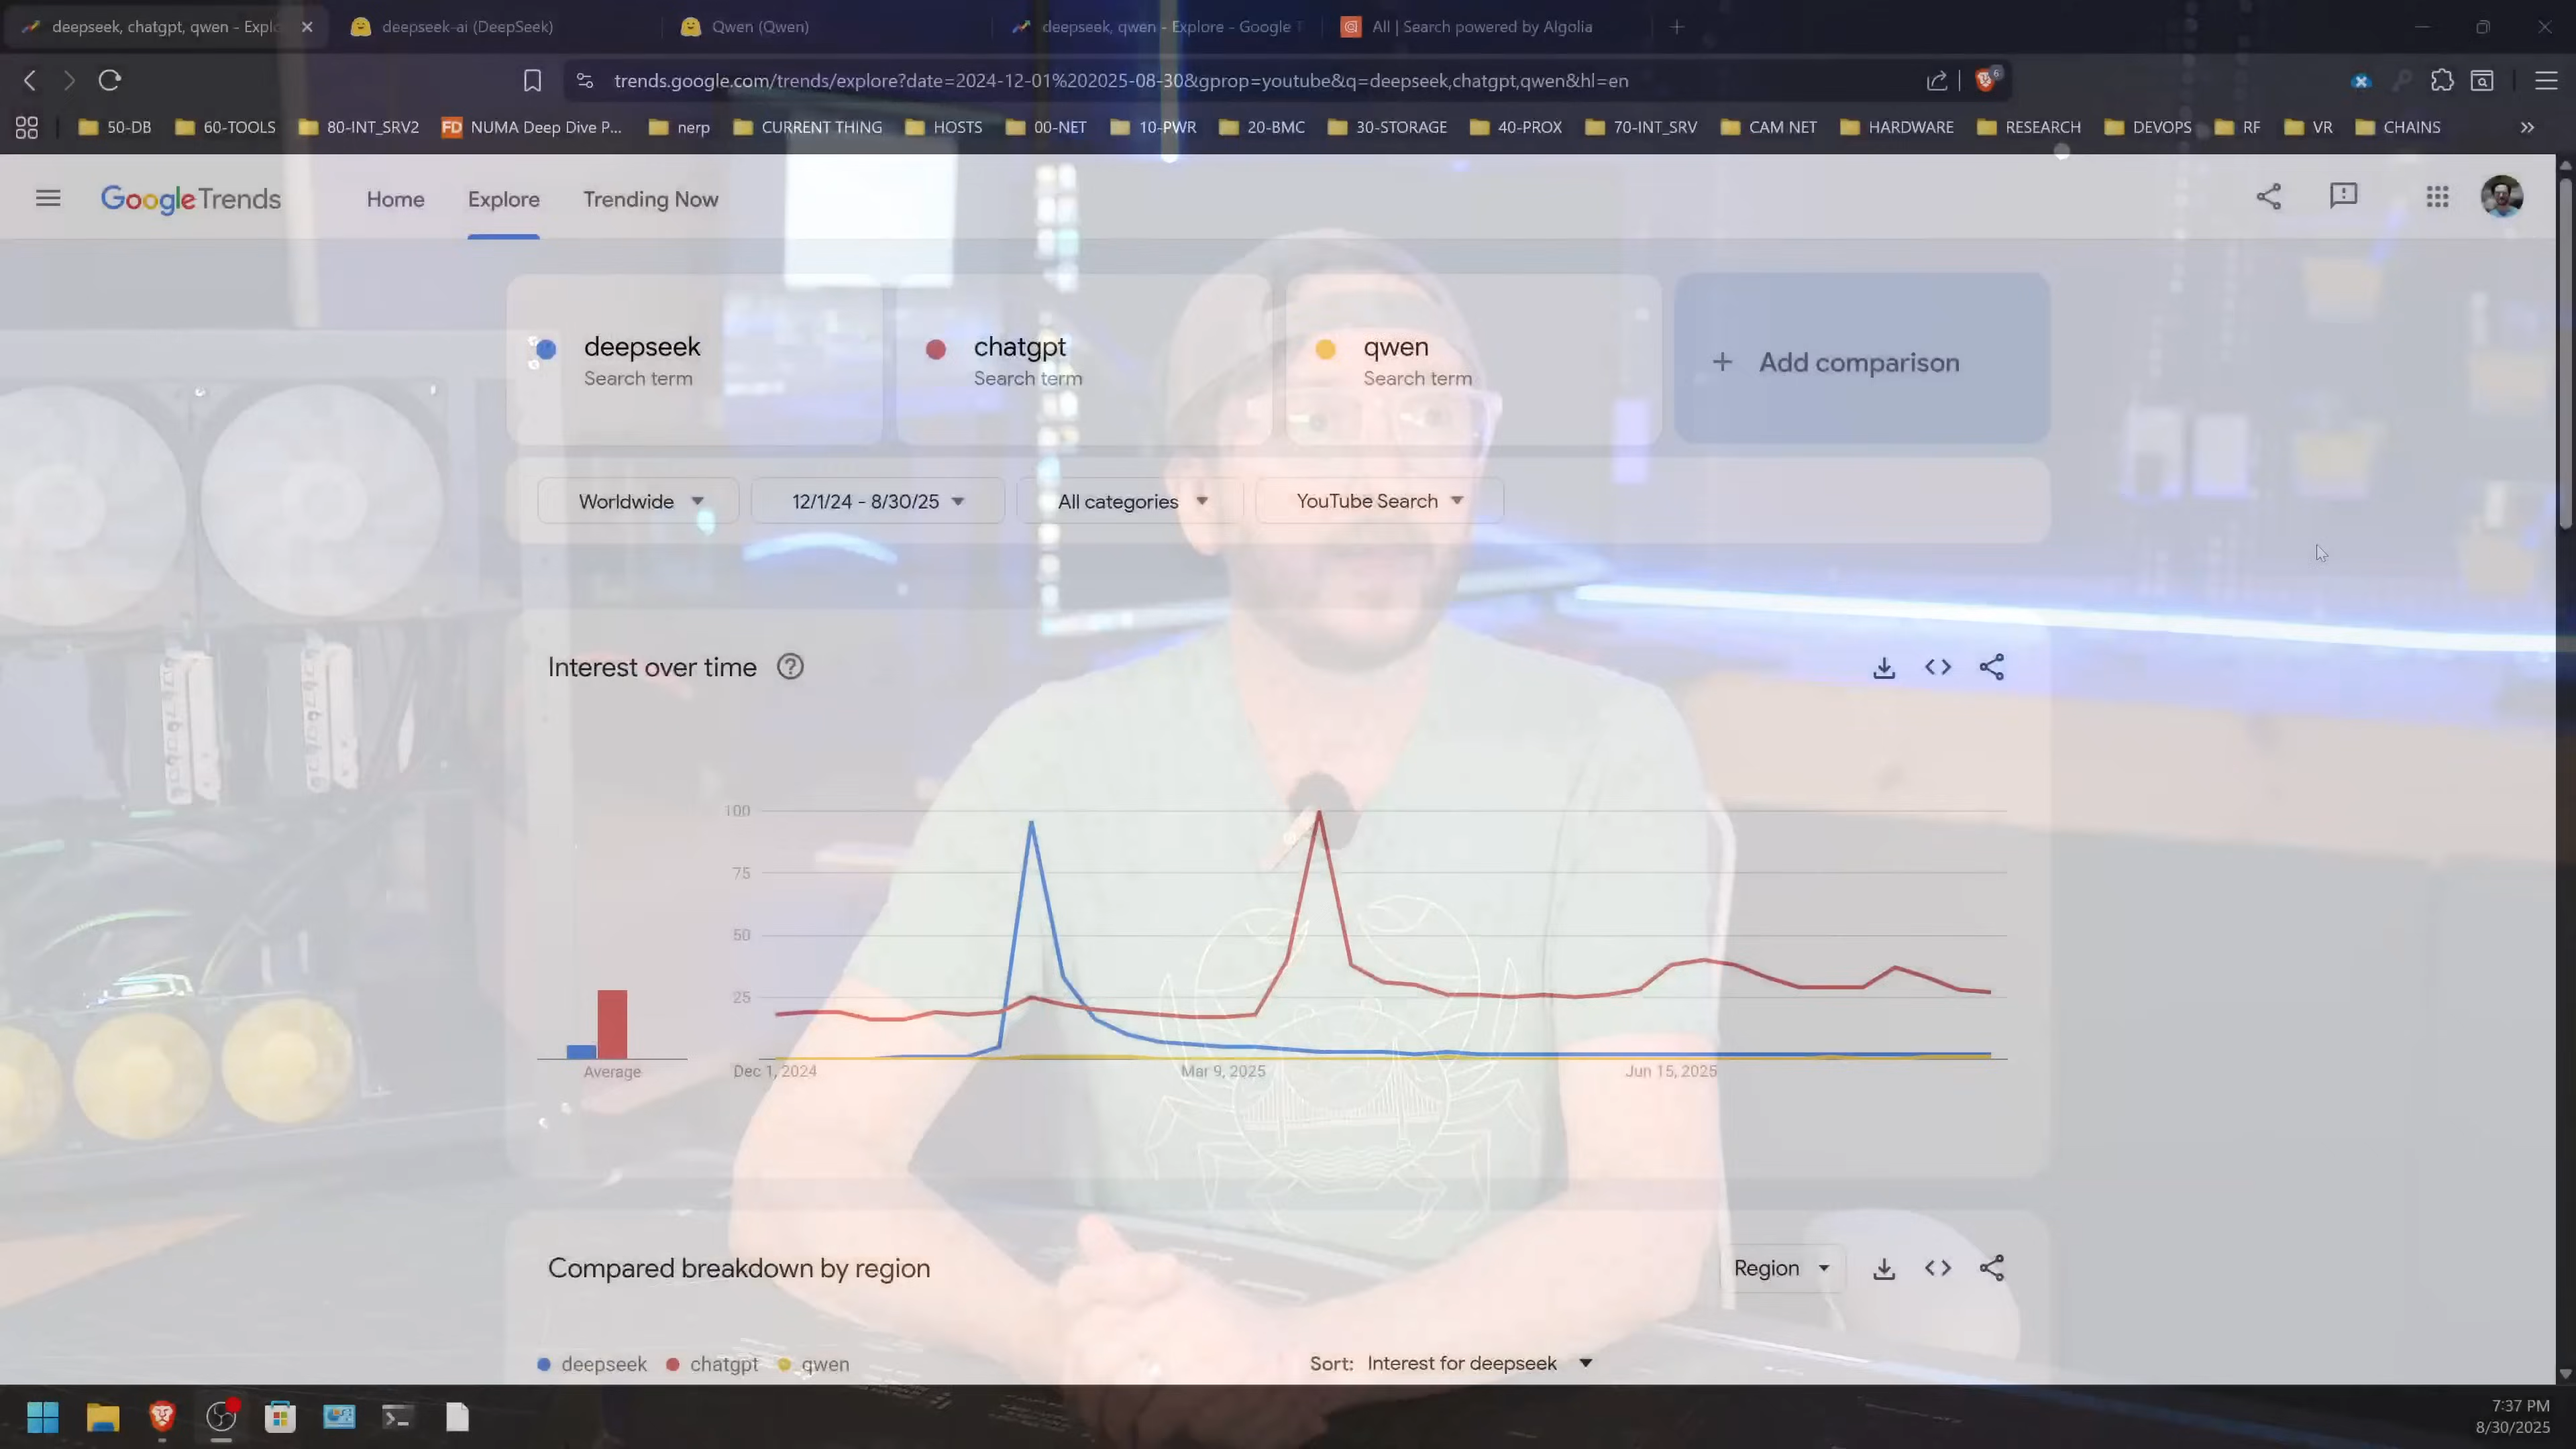 deepseek, chatgpt, qwen - Explo
deepseek-ai (DeepSeek)
Qwen (Qwen)
deepseek, qwen - Explore - Google T
All | Search powered by Algolia
trends.google.com/trends/explore?date=2024-12-01%202025-08-30&gprop=youtube&q=deepseek,chatgpt,qwen&hl=en
6
50-DB
60-TOOLS
80-INT_SRV2
FD NUMA Deep Dive P...
nerp
CURRENT THING
HOSTS
00-NET
10-PWR
20-BMC
30-STORAGE
40-PROX
70-INT_SRV
CAM NET
HARDWARE
RESEARCH
DEVOPS
RF
VR
CHAINS
Google Trends
Home
Explore
Trending Now
deepseek
Search term
chatgpt
Search term
qwen
Search term
+ Add comparison
Worldwide
12/1/24 - 8/30/25
All categories
YouTube Search
Interest over time
100
75
50
25
Average
Dec 1, 2024
Mar 9, 2025
Jun 15, 2025
Compared breakdown by region
Region
deepseek
chatgpt
qwen
Sort: Interest for deepseek
7:37 PM
8/30/2025